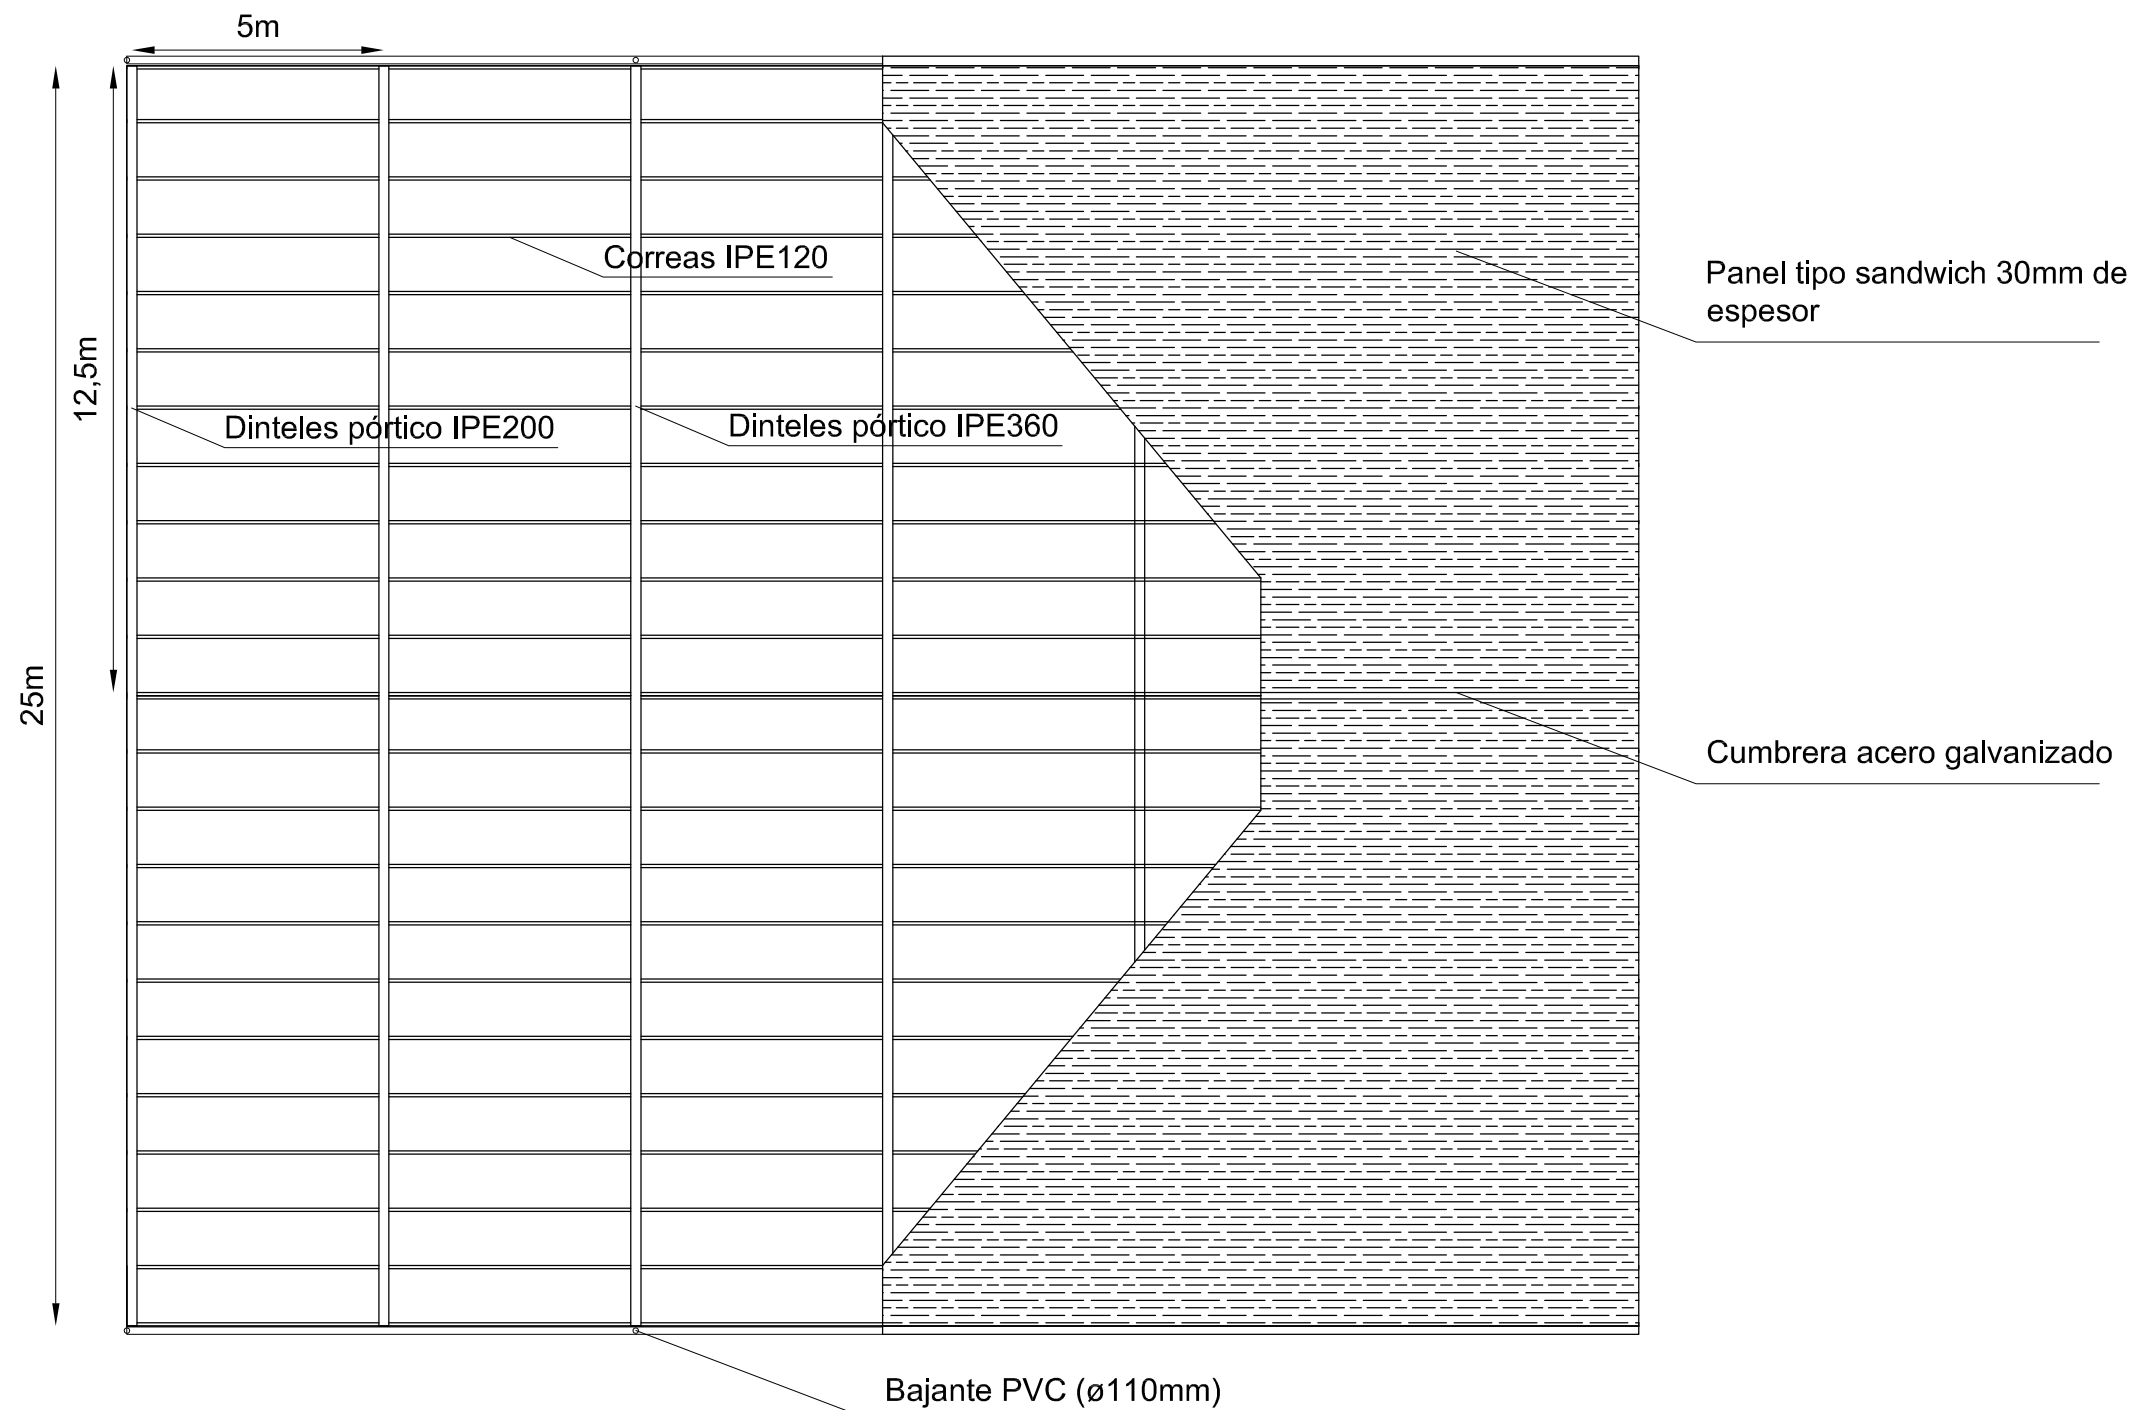 5m
Correas IPE120
Panel tipo sandwich 30mm de
espesor
12,5m
Dinteles pórtico IPE200
Dinteles pórtico IPE360
25m
Cumbrera acero galvanizado
Bajante PVC (ø110mm)